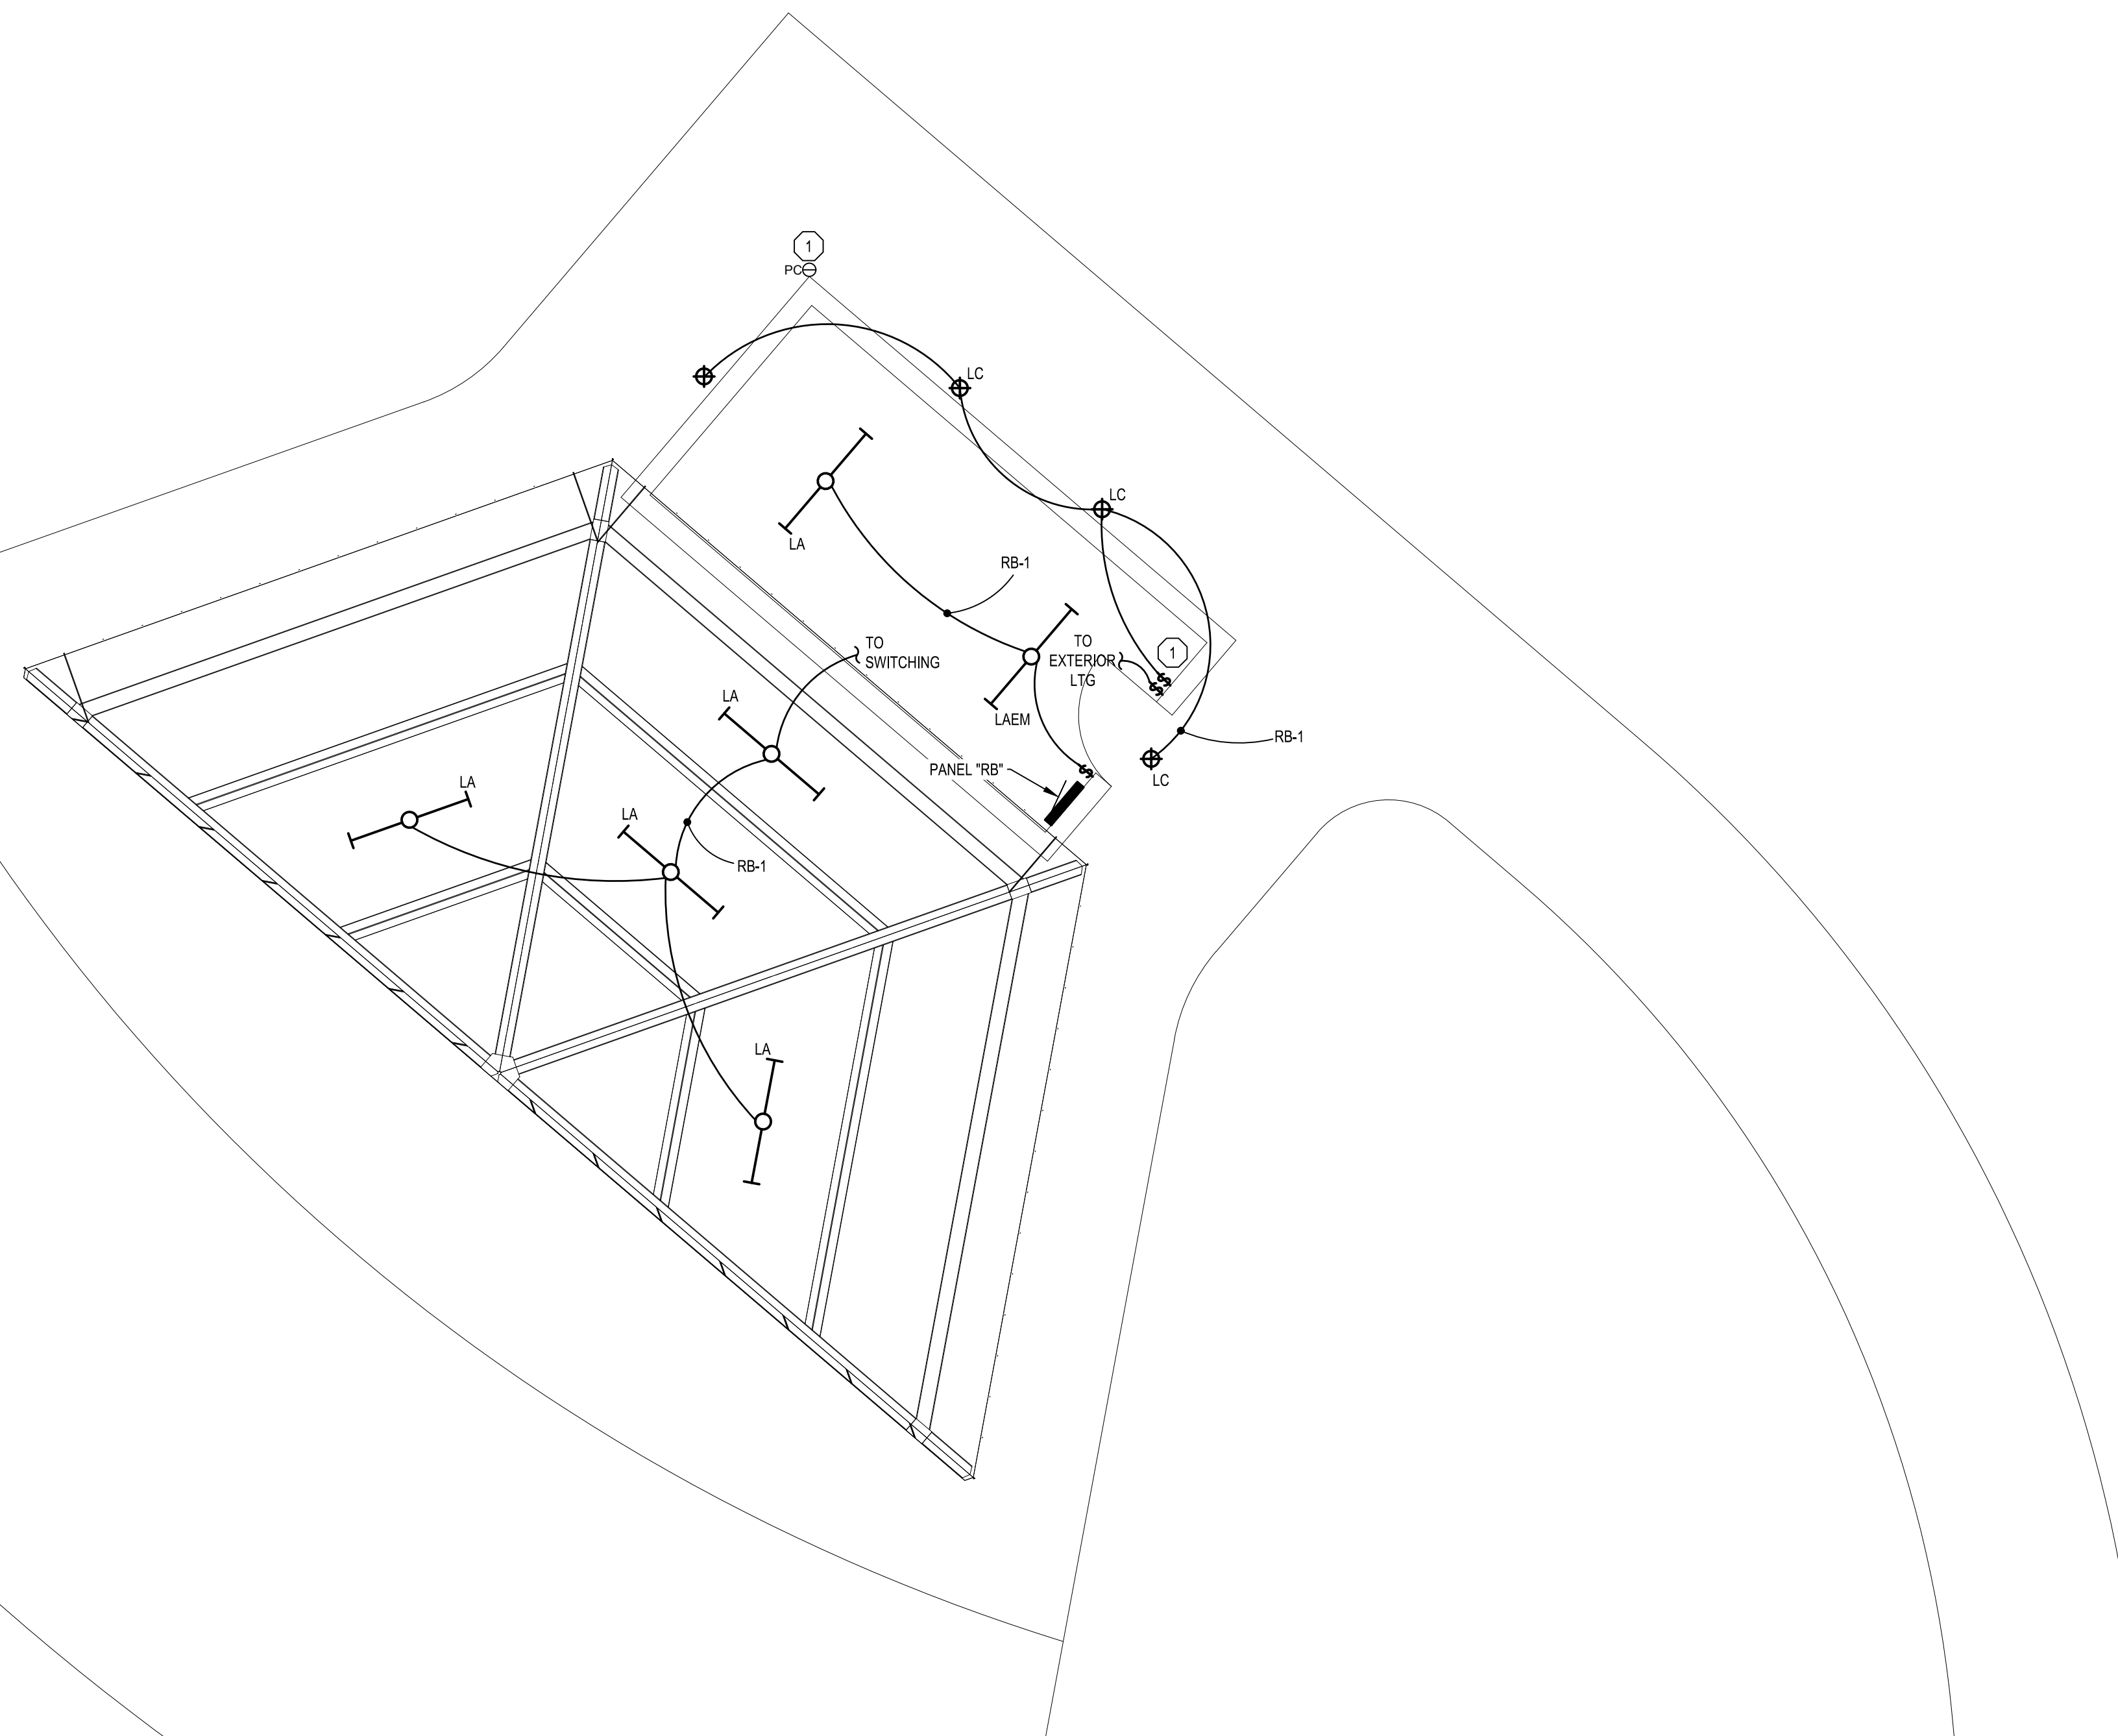 1
PC
LC
LC
LA
RB-1
TO
SWITCHING
TO
EXTERIOR
LTG
1
LA
LAEM
RB-1
PANEL "RB"
LA
LC
LA
RB-1
LA